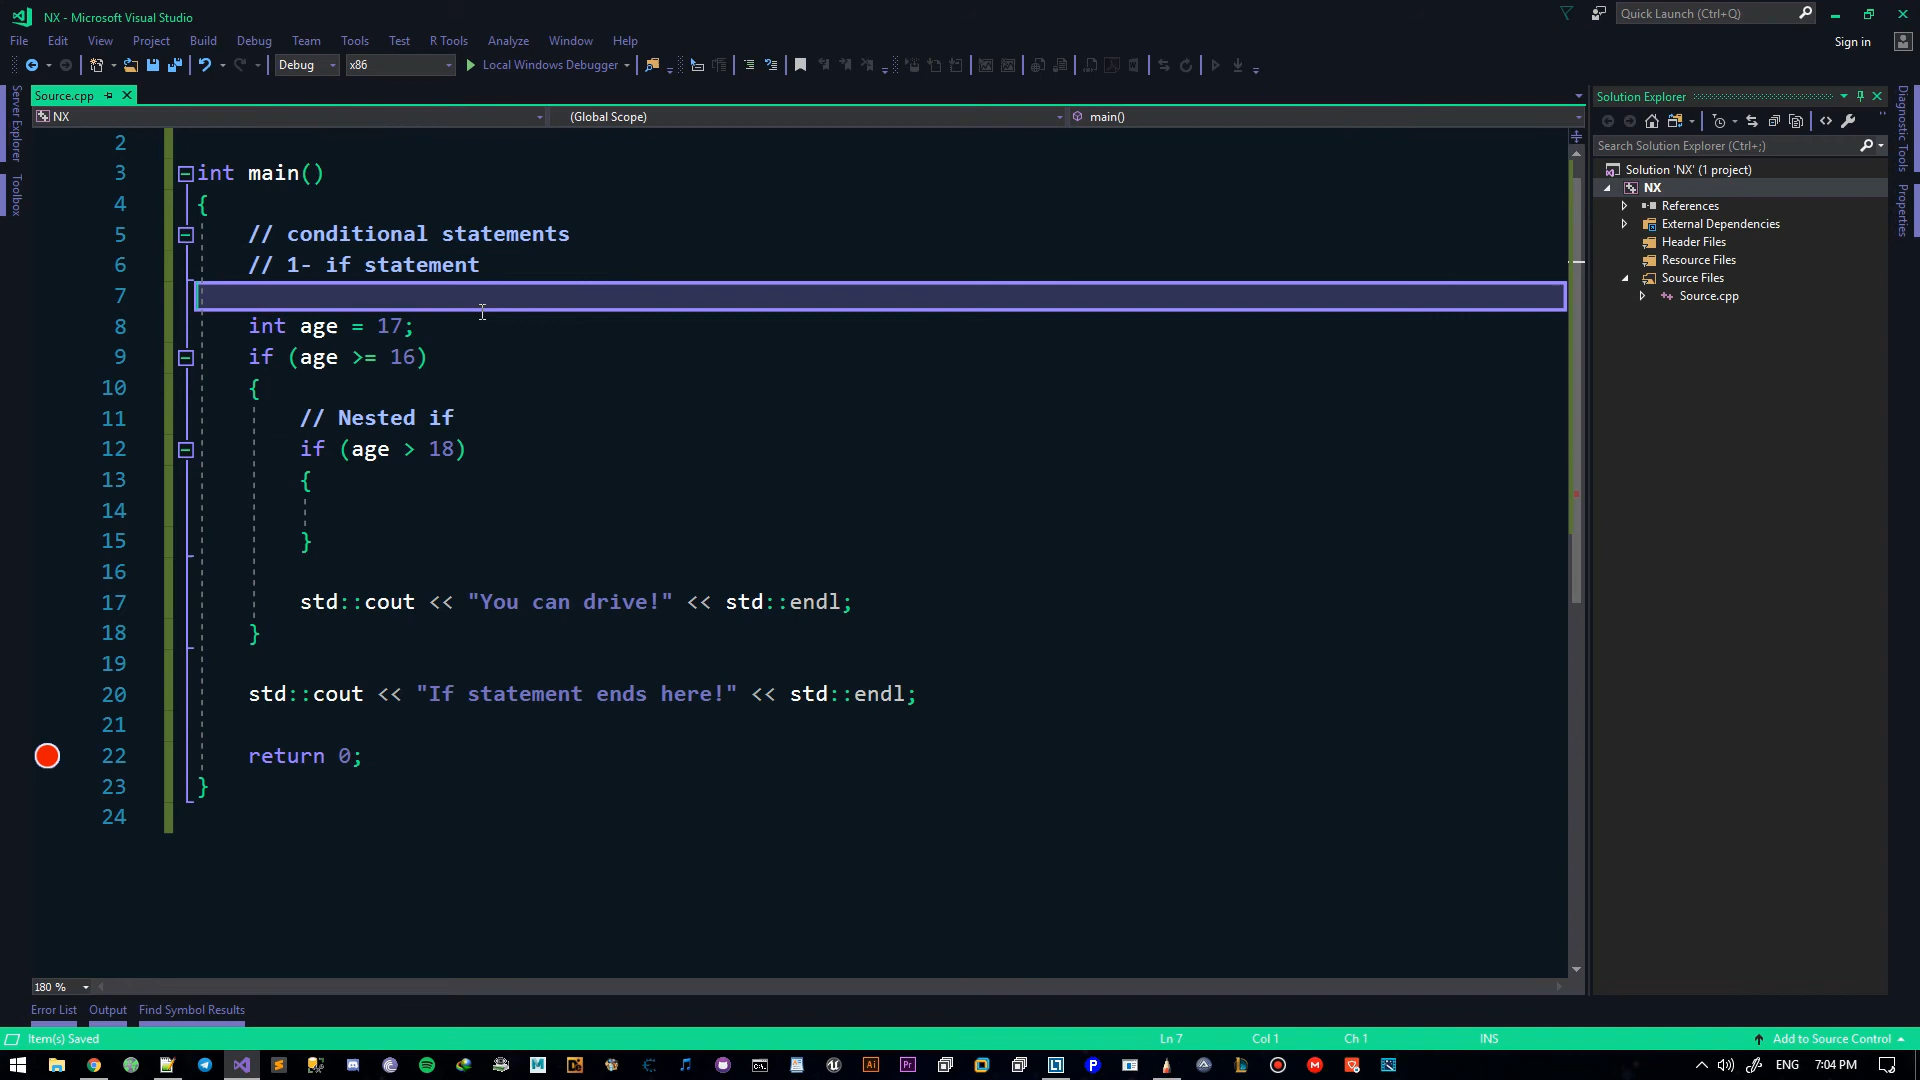 NX - Microsoft Visual Studio
Quick Launch (Ctrl+Q)
File Edit View Project Build Debug Team Tools Test R Tools Analyze Window Help
Sign in
Debug x86 Local Windows Debugger
Server Explorer
Toolbox
Source.cpp
NX (Global Scope) main()
2
3 int main()
4 {
5 // conditional statements
6 // 1- if statement
7
8 int age = 17;
9 if (age >= 16)
10 {
11 // Nested if
12 if (age > 18)
13 {
14
15 }
16
17 std::cout << "You can drive!" << std::endl;
18 }
19
20 std::cout << "If statement ends here!" << std::endl;
21
22 return 0;
23 }
24
180 %
Solution Explorer
Search Solution Explorer (Ctrl+;)
Solution 'NX' (1 project)
NX
References
External Dependencies
Header Files
Resource Files
Source Files
Source.cpp
Diagnostic Tools
Properties
Error List Output Find Symbol Results
Item(s) Saved Ln 7 Col 1 Ch 1 INS Add to Source Control
ENG 7:04 PM